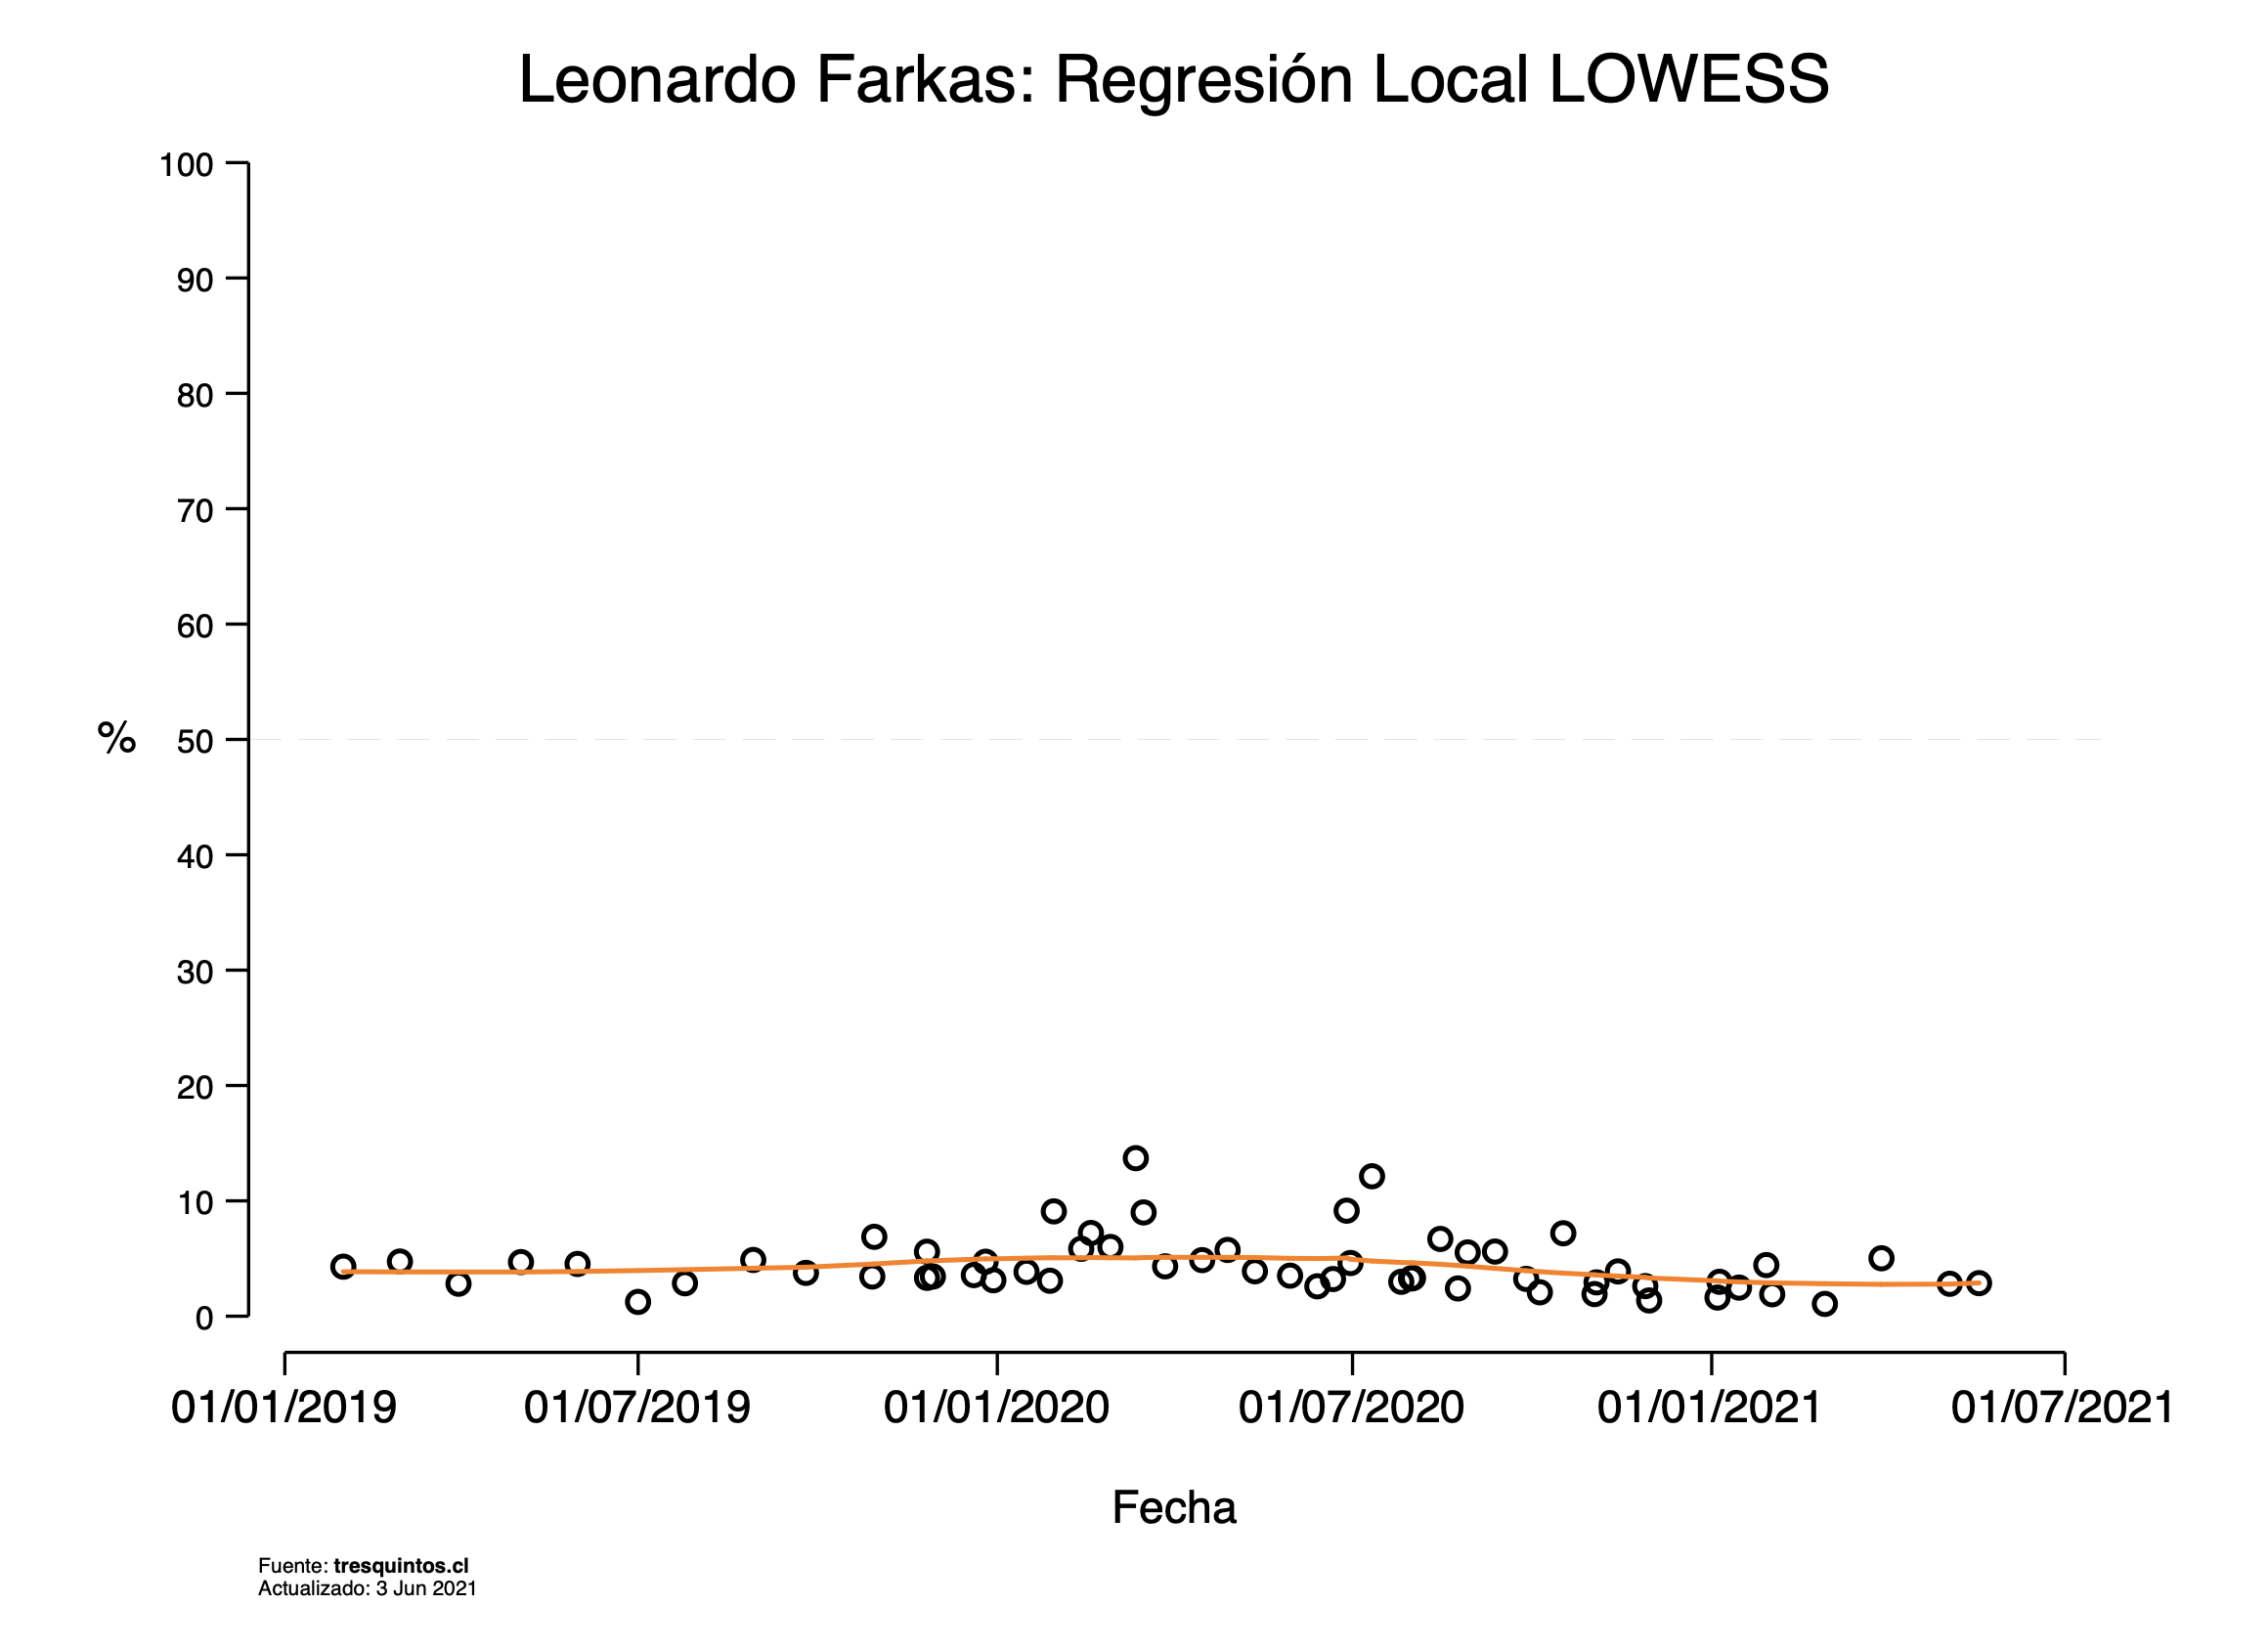 Leonardo Farkas: Regresión Local LOWESS
100
90
80
70
60
% 50
40
30
20
10
0
01/01/2019 01/07/2019 01/01/2020 01/07/2020 01/01/2021 01/07/2021
Fecha
Fuente: tresquintos.cl
Actualizado: 3 Jun 2021